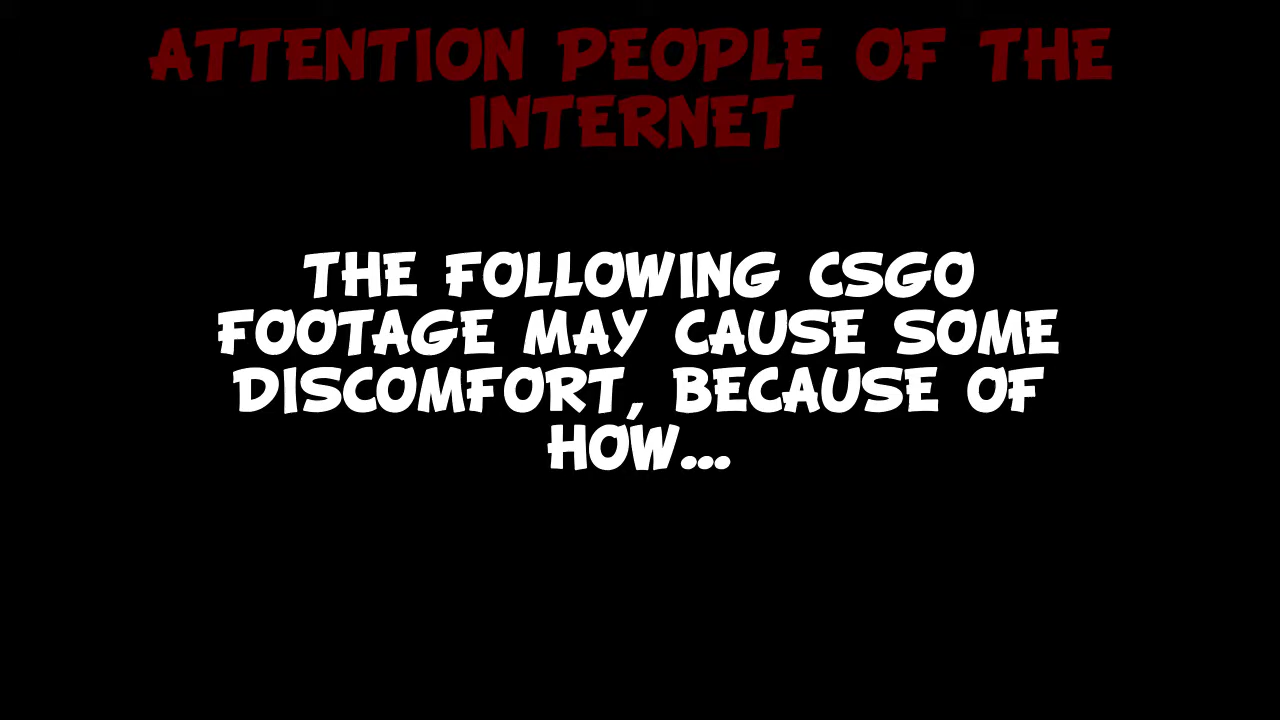 ATTENTION PEOPLE OF THE
INTERNET
THE FOLLOWING CSGO
FOOTAGE MAY CAUSE SOME
DISCOMFORT, BECAUSE OF
HOW...